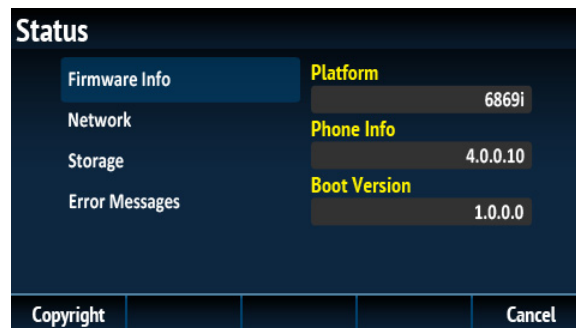 Status
Firmware Info
Network
Storage
Error Messages
Platform
6869i
Phone Info
4.0.0.10
Boot Version
1.0.0.0
Copyright
Cancel